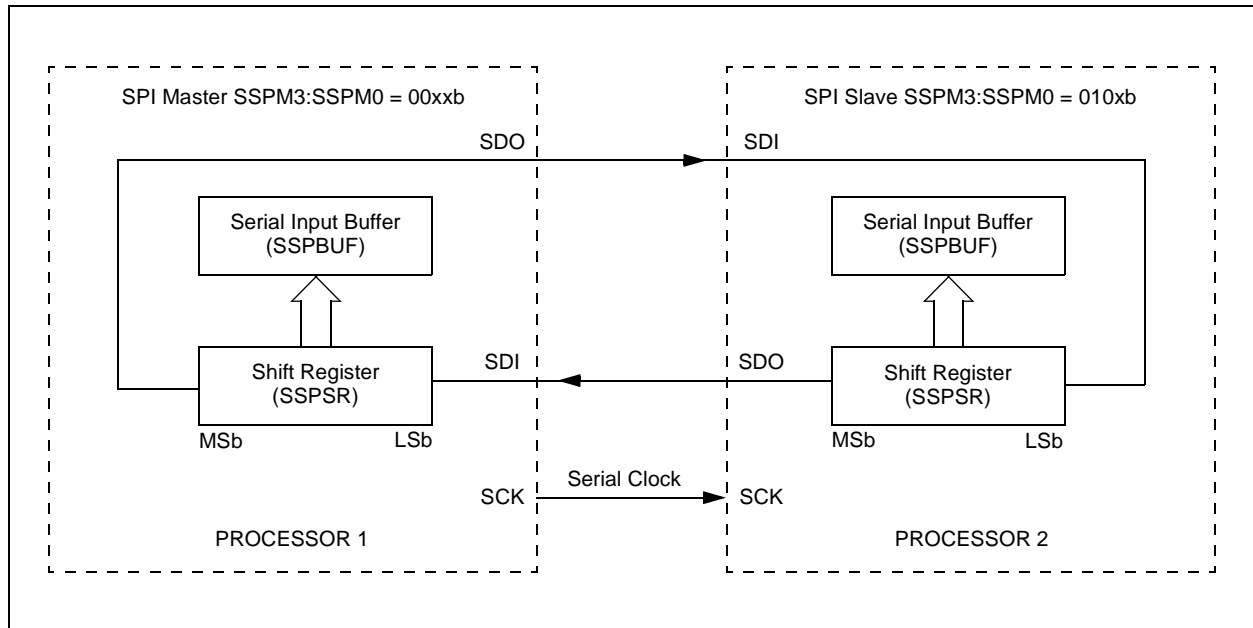 SPI Master SSPM3:SSPM0 = 00xxb
SDO
Serial Input Buffer
(SSPBUF)
Shift Register
(SSPSR)
MSb
LSb
SDI
SCK
PROCESSOR 1
Serial Clock
SPI Slave SSPM3:SSPM0 = 010xb
SDI
Serial Input Buffer
(SSPBUF)
SDO
Shift Register
(SSPSR)
MSb
LSb
SCK
PROCESSOR 2